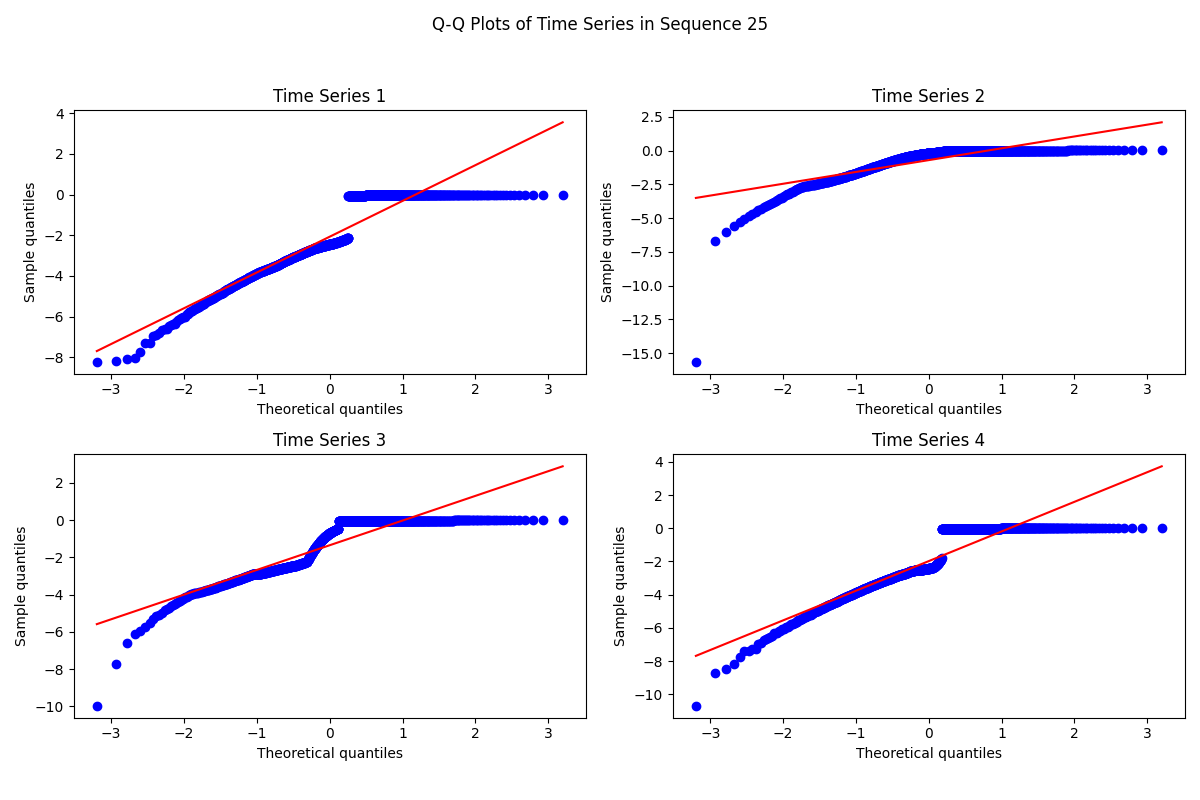 Q-Q Plots of Time Series in Sequence 25
Time Series 1
4
2
0
−2
−4
−6
−8
Sample quantiles
−3 −2 −1 0 1 2 3
Theoretical quantiles
Time Series 2
2.5
0.0
−2.5
−5.0
−7.5
−10.0
−12.5
−15.0
Sample quantiles
−3 −2 −1 0 1 2 3
Theoretical quantiles
Time Series 3
2
0
−2
−4
−6
−8
−10
Sample quantiles
−3 −2 −1 0 1 2 3
Theoretical quantiles
Time Series 4
4
2
0
−2
−4
−6
−8
−10
Sample quantiles
−3 −2 −1 0 1 2 3
Theoretical quantiles